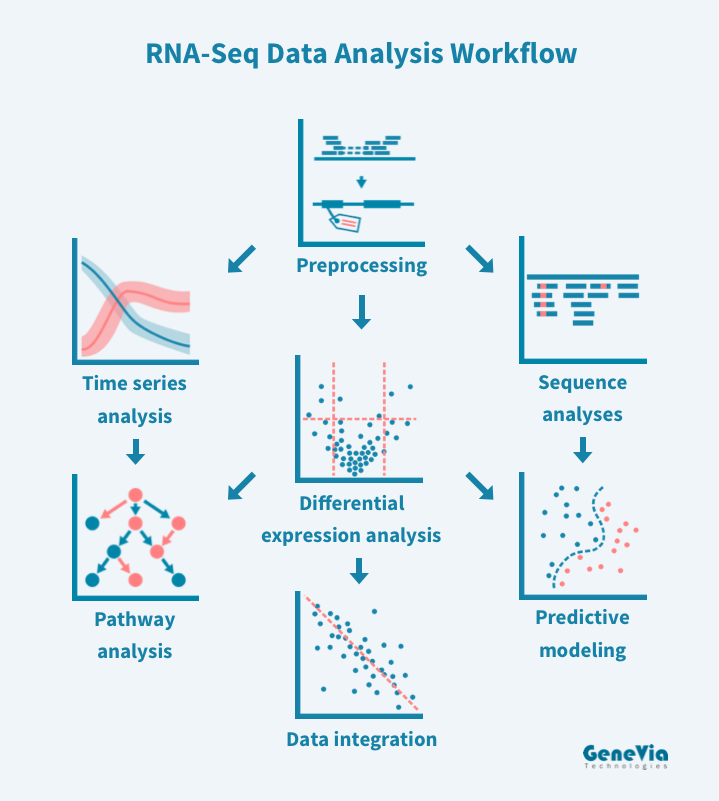 RNA-Seq Data Analysis Workflow
Preprocessing
Time series
analysis
Sequence
analyses
Differential
expression analysis
Pathway
analysis
Predictive
modeling
Data integration
GeneVia
Technologies